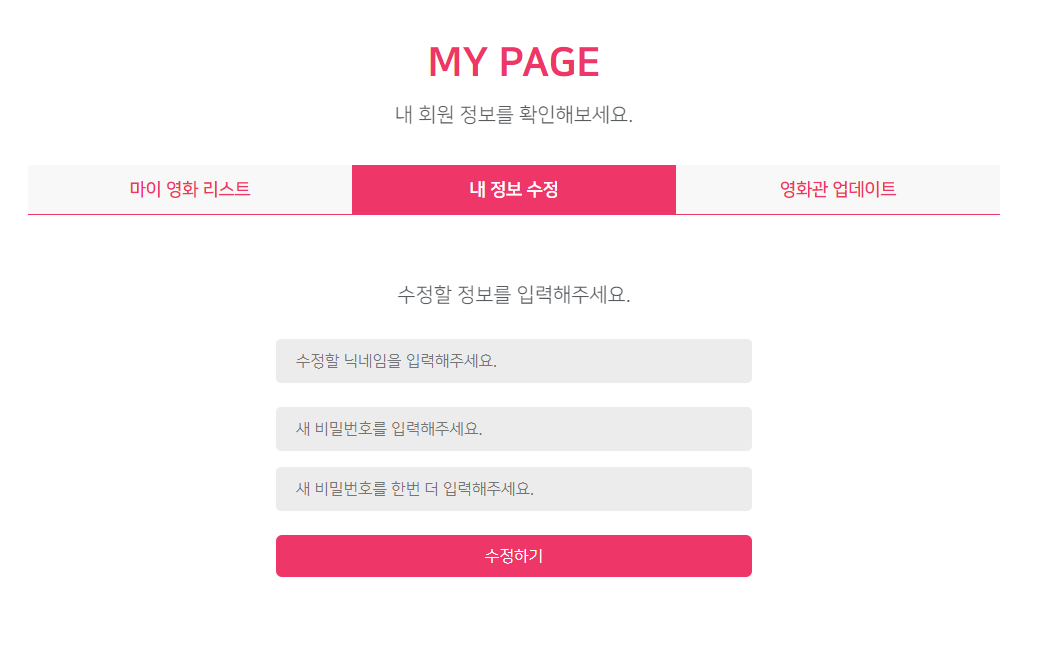 MY PAGE
내 회원 정보를 확인해보세요.
마이 영화 리스트
내 정보 수정
영화관 업데이트
수정할 정보를 입력해주세요.
수정할 닉네임을 입력해주세요.
새 비밀번호를 입력해주세요.
새 비밀번호를 한번 더 입력해주세요.
수정하기